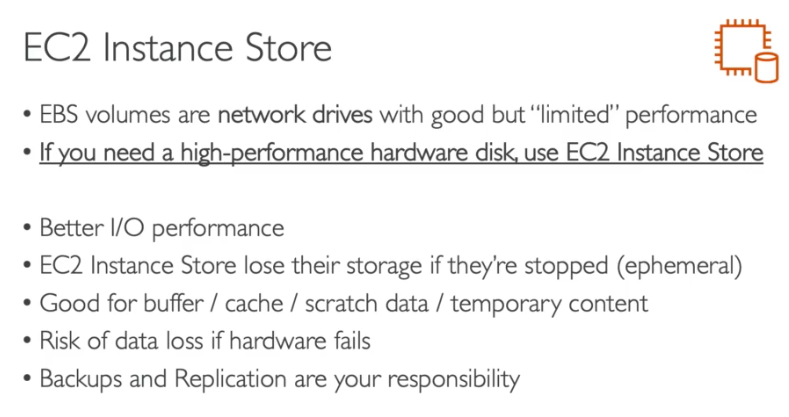 EC2 Instance Store
• EBS volumes are network drives with good but “limited” performance
• If you need a high-performance hardware disk, use EC2 Instance Store
• Better I/O performance
• EC2 Instance Store lose their storage if they’re stopped (ephemeral)
• Good for buffer / cache / scratch data / temporary content
• Risk of data loss if hardware fails
• Backups and Replication are your responsibility